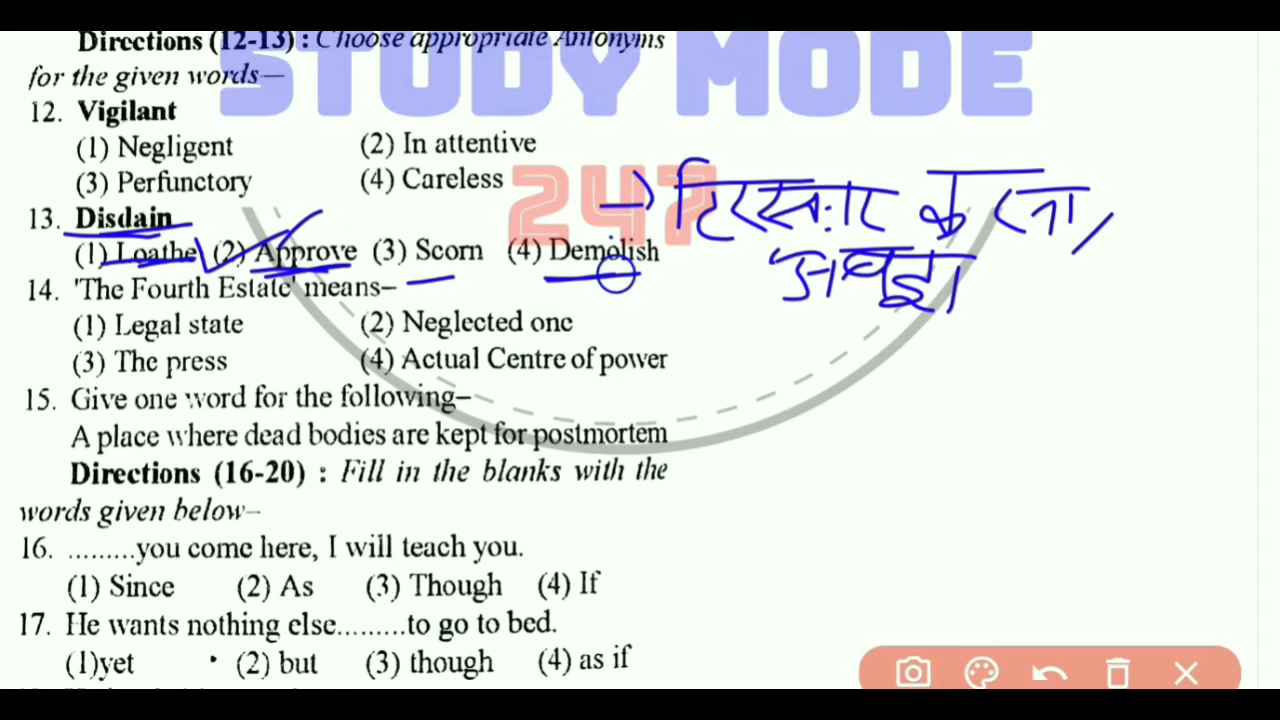 Directions (12-13) : Choose appropriate Antonyms
for the given words—
STUDY MODE
247
12. Vigilant
(1) Negligent (2) In attentive
(3) Perfunctory (4) Careless
13. Disdain
(1) Loathe (2) Approve (3) Scorn (4) Demolish
→ तिरस्कार करना,
अवज्ञा
14. 'The Fourth Estate' means–
(1) Legal state (2) Neglected one
(3) The press (4) Actual Centre of power
15. Give one word for the following–
A place where dead bodies are kept for postmortem
Directions (16-20) : Fill in the blanks with the
words given below–
16. .........you come here, I will teach you.
(1) Since (2) As (3) Though (4) If
17. He wants nothing else.........to go to bed.
(1)yet (2) but (3) though (4) as if